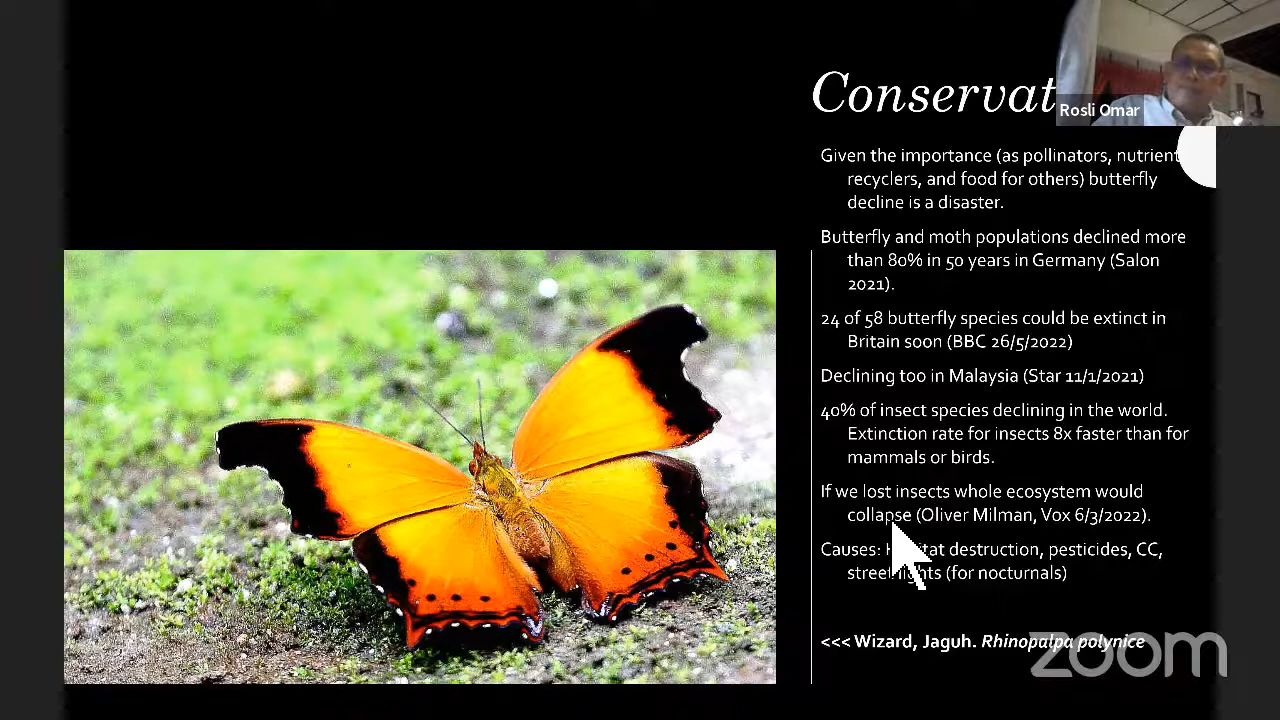 Conservat
Rosli Omar
Given the importance (as pollinators, nutrient
recyclers, and food for others) butterfly
decline is a disaster.
Butterfly and moth populations declined more
than 80% in 50 years in Germany (Salon
2021).
24 of 58 butterfly species could be extinct in
Britain soon (BBC 26/5/2022)
Declining too in Malaysia (Star 11/1/2021)
40% of insect species declining in the world.
Extinction rate for insects 8x faster than for
mammals or birds.
If we lost insects whole ecosystem would
collapse (Oliver Milman, Vox 6/3/2022).
Causes: destruction, pesticides, CC,
street lights (for nocturnals)
<<< Wizard, Jaguh. Rhinopalpa polynice
zoom